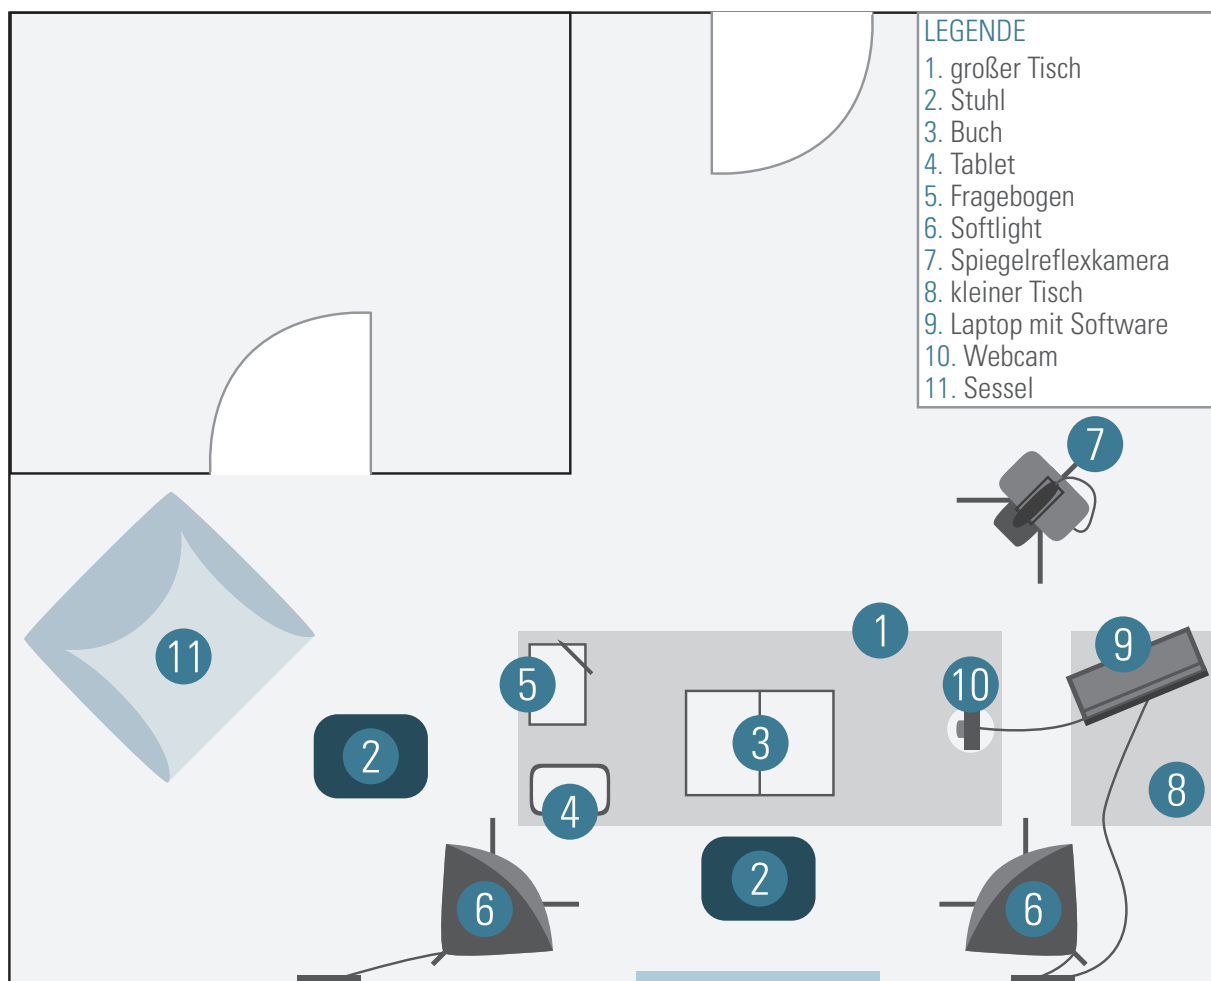 LEGENDE
1. großer Tisch
2. Stuhl
3. Buch
4. Tablet
5. Fragebogen
6. Softlight
7. Spiegelreflexkamera
8. kleiner Tisch
9. Laptop mit Software
10. Webcam
11. Sessel
7
1
9
11
5
10
3
2
8
4
2
6
6